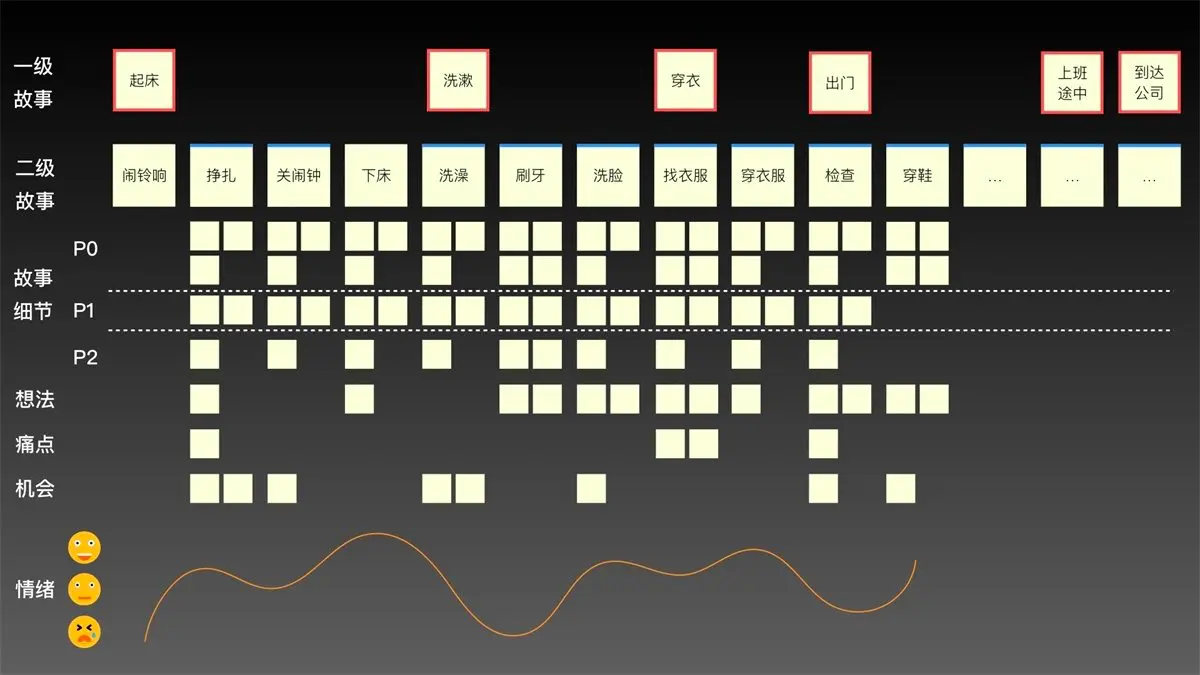 一级
故事
起床
洗漱
穿衣
出门
上班
途中
到达
公司
二级
故事
闹铃响
挣扎
关闹钟
下床
洗澡
刷牙
洗脸
找衣服
穿衣服
检查
穿鞋
...
...
...
P0
故事
细节
P1
P2
想法
痛点
机会
情绪